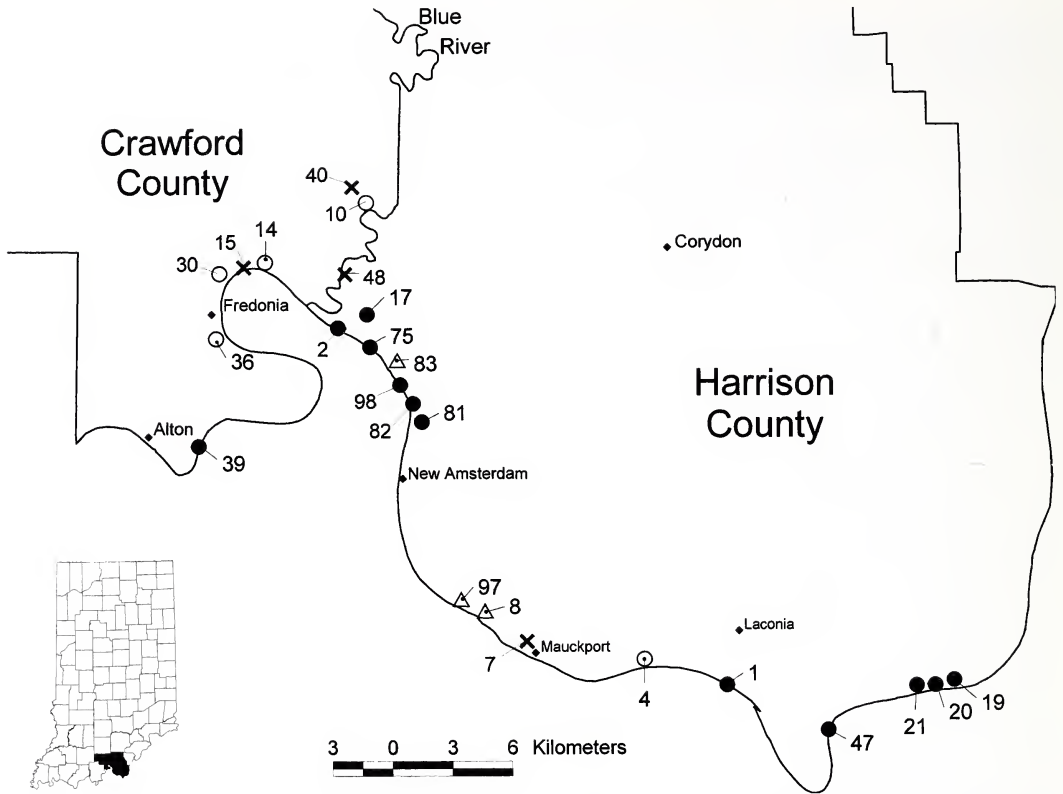 Blue
River
Crawford
County
40
10
14
15
30
48
Corydon
17
Fredonia
75
2
83
36
Harrison
County
98
81
82
Alton
39
New Amsterdam
97
8
Laconia
Mauckport
7
4
1
19
20
21
47
3 0 3 6 Kilometers